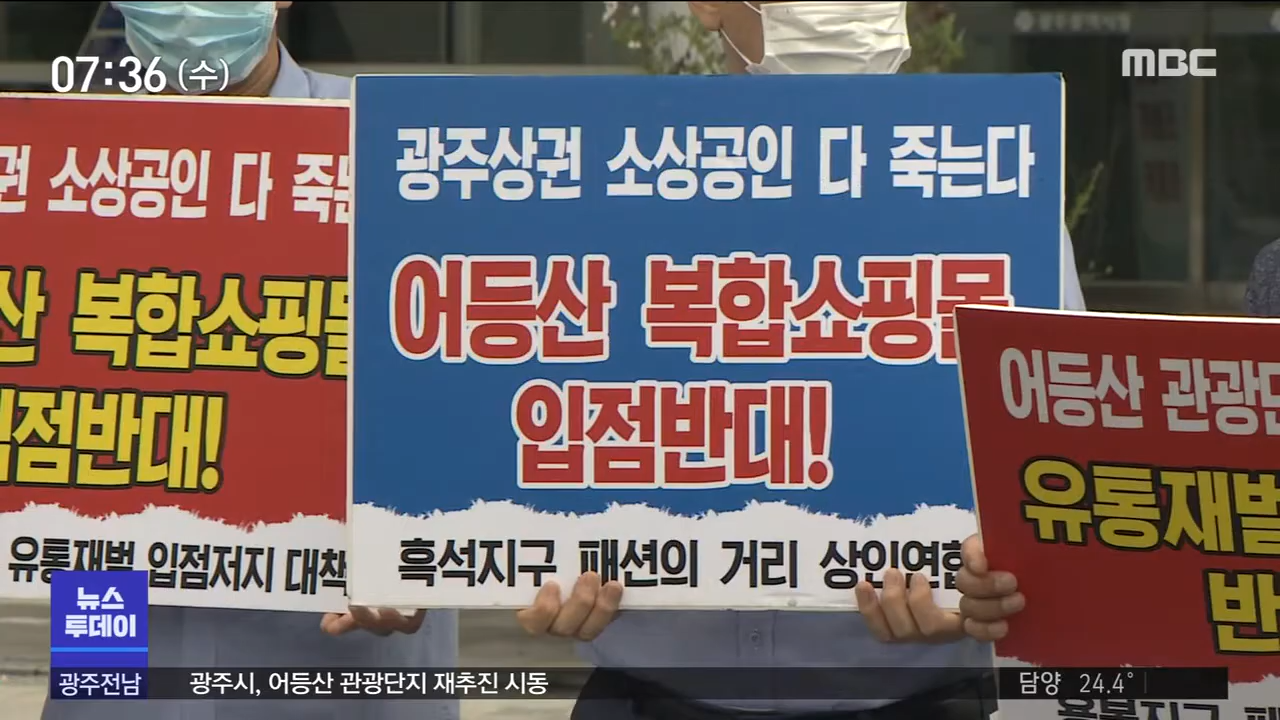 07:36 (수)
MBC
권 소상공인 다 죽는
산 복합쇼핑몰
입점반대!
유통재벌 입점저지 대책
광주상권 소상공인 다 죽는다
어등산 복합쇼핑몰
입점반대!
흑석지구 패션의 거리 상인연합
어등산 관광단
유통재벌
반
뉴스
투데이
광주전남
광주시, 어등산 관광단지 재추진 시동
담양 24.4°